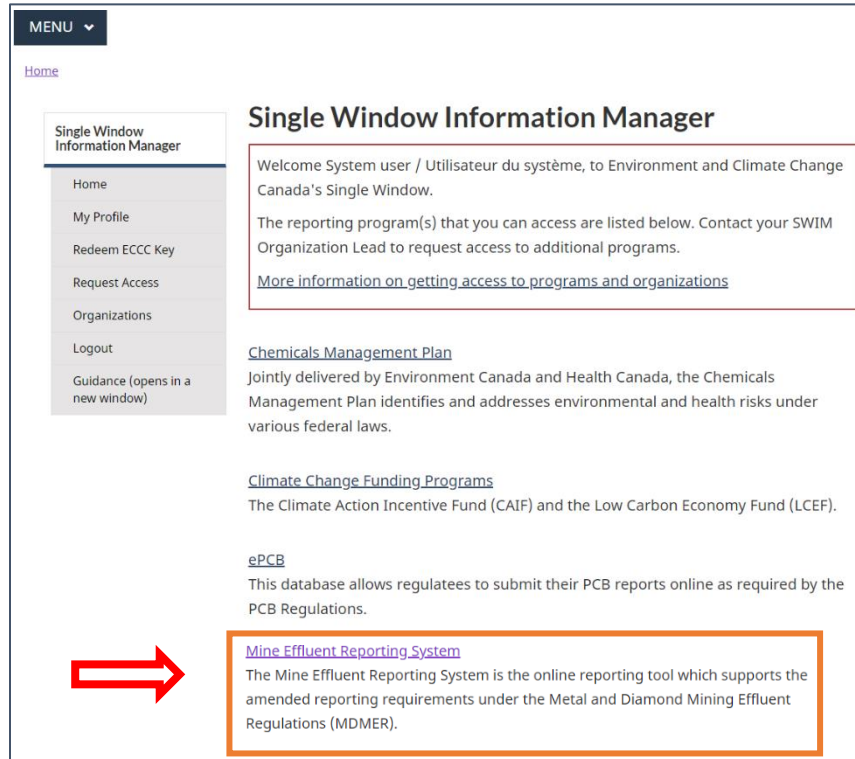 MENU
Home
Single Window
Information Manager
Home
My Profile
Redeem ECCC Key
Request Access
Organizations
Logout
Guidance (opens in a
new window)
Single Window Information Manager
Welcome System user / Utilisateur du système, to Environment and Climate Change
Canada's Single Window.
The reporting program(s) that you can access are listed below. Contact your SWIM
Organization Lead to request access to additional programs.
More information on getting access to programs and organizations
Chemicals Management Plan
Jointly delivered by Environment Canada and Health Canada, the Chemicals
Management Plan identifies and addresses environmental and health risks under
various federal laws.
Climate Change Funding Programs
The Climate Action Incentive Fund (CAIF) and the Low Carbon Economy Fund (LCEF).
ePCB
This database allows regulatees to submit their PCB reports online as required by the
PCB Regulations.
Mine Effluent Reporting System
The Mine Effluent Reporting System is the online reporting tool which supports the
amended reporting requirements under the Metal and Diamond Mining Effluent
Regulations (MDMER).